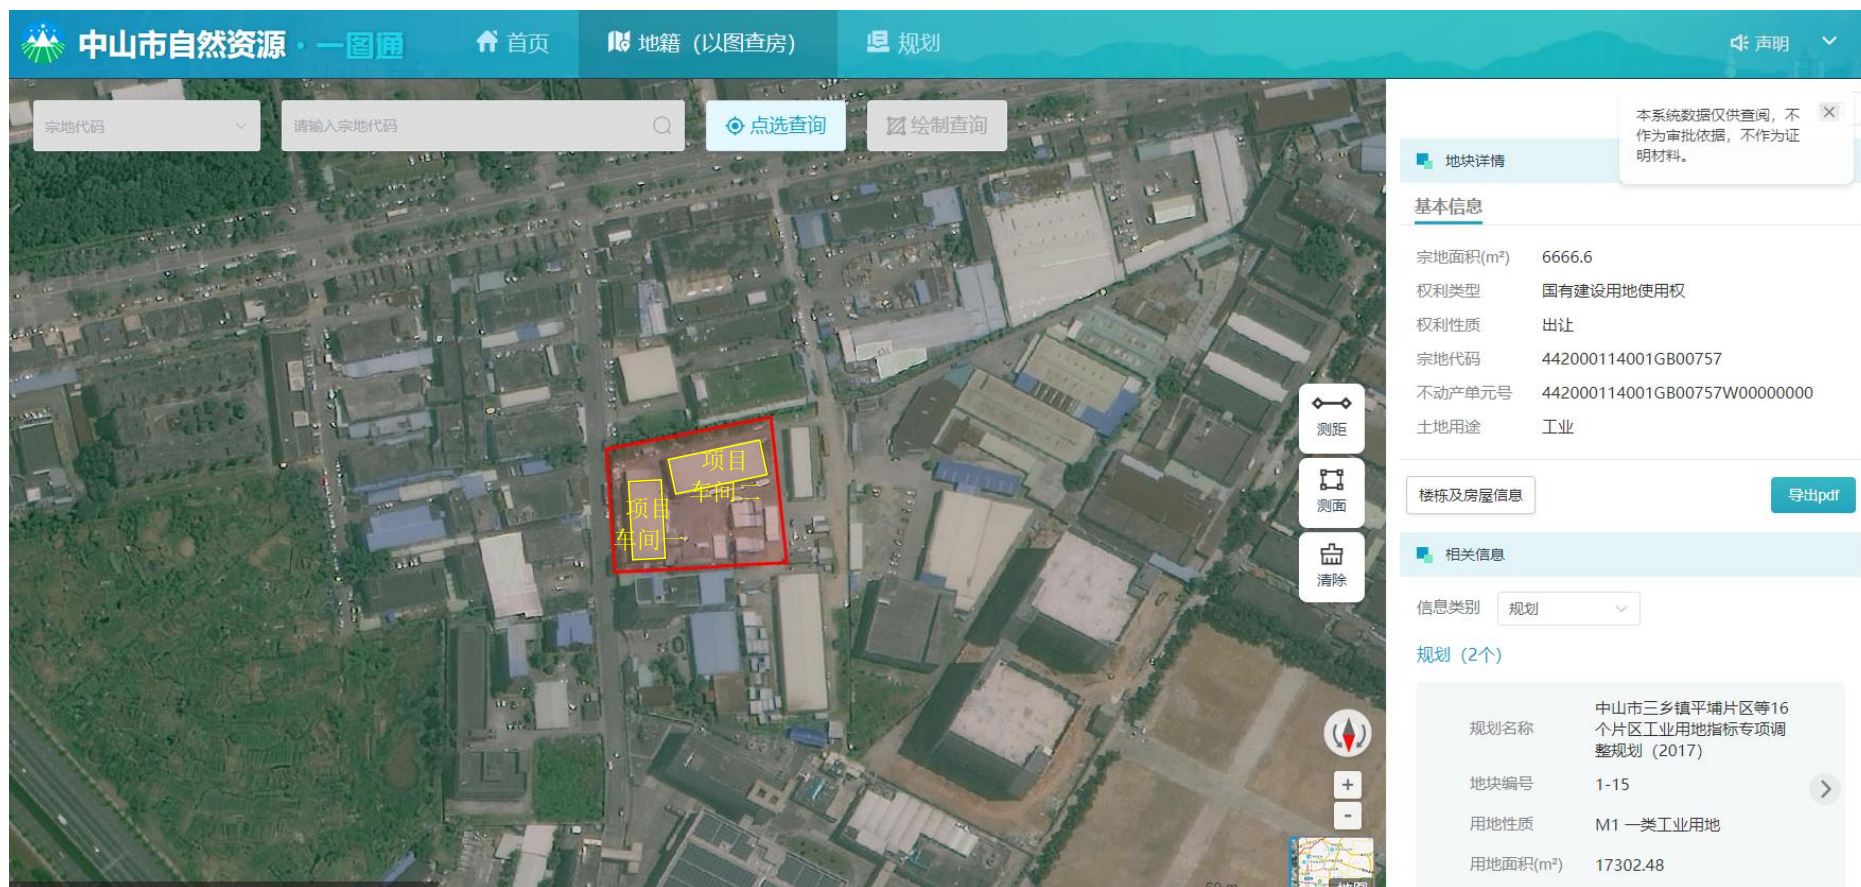 中山市自然资源·一图通
首页
地籍（以图查房）
规划
声明
宗地代码
请输入宗地代码
点选查询
绘制查询
本系统数据仅供查阅，不
作为审批依据，不作为证
明材料。
地块详情
基本信息
宗地面积(m²) 6666.6
权利类型 国有建设用地使用权
权利性质 出让
宗地代码 442000114001GB00757
不动产单元号 442000114001GB00757W00000000
土地用途 工业
楼栋及房屋信息
导出pdf
相关信息
信息类别 规划
规划（2个）
规划名称
中山市三乡镇平埔片区等16
个片区工业用地指标专项调
整规划（2017）
地块编号 1-15
用地性质 M1 一类工业用地
用地面积(m²) 17302.48
项目
车间二
项目
车间一
测距
测面
清除
+
-
60 m
地图